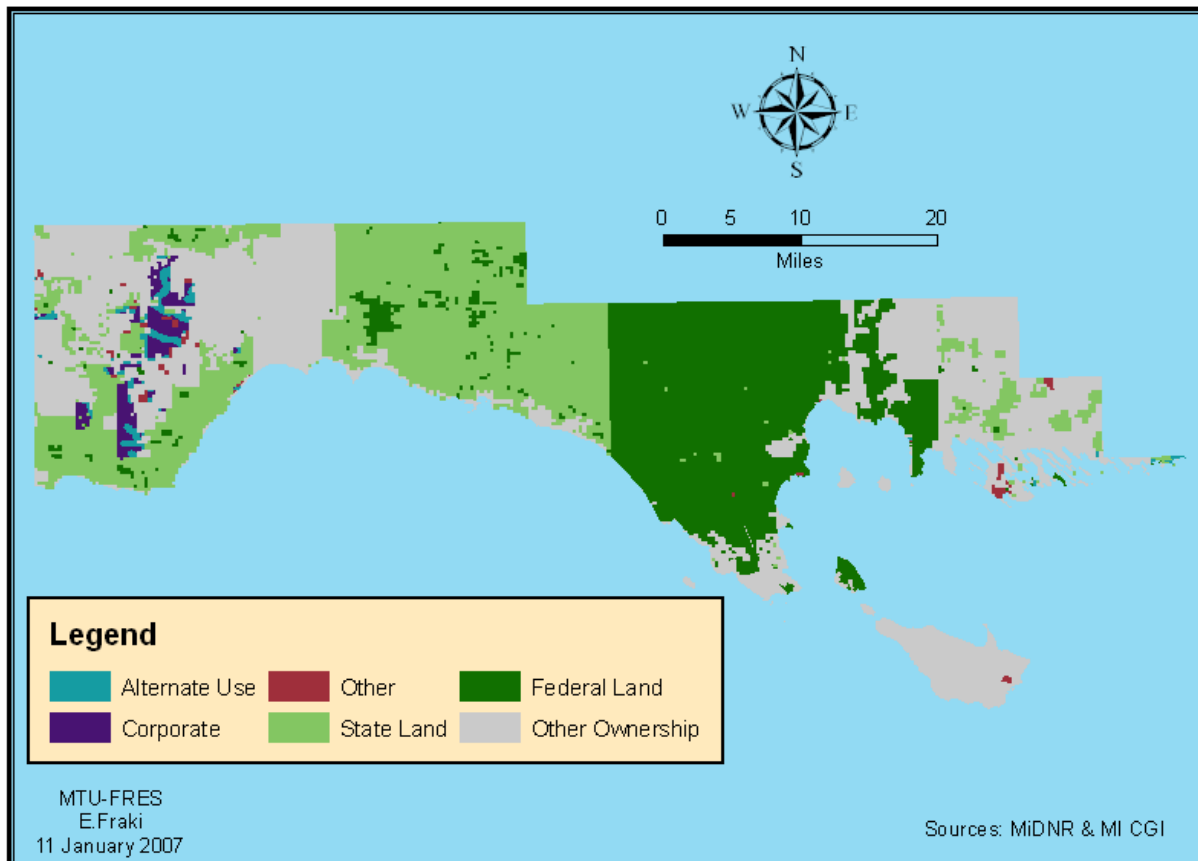 N
W E
S
0 5 10 20
Miles
Legend
Alternate Use Other Federal Land
Corporate State Land Other Ownership
MTU-FRES
E.Fraki
11 January 2007
Sources: MiDNR & MI CGI